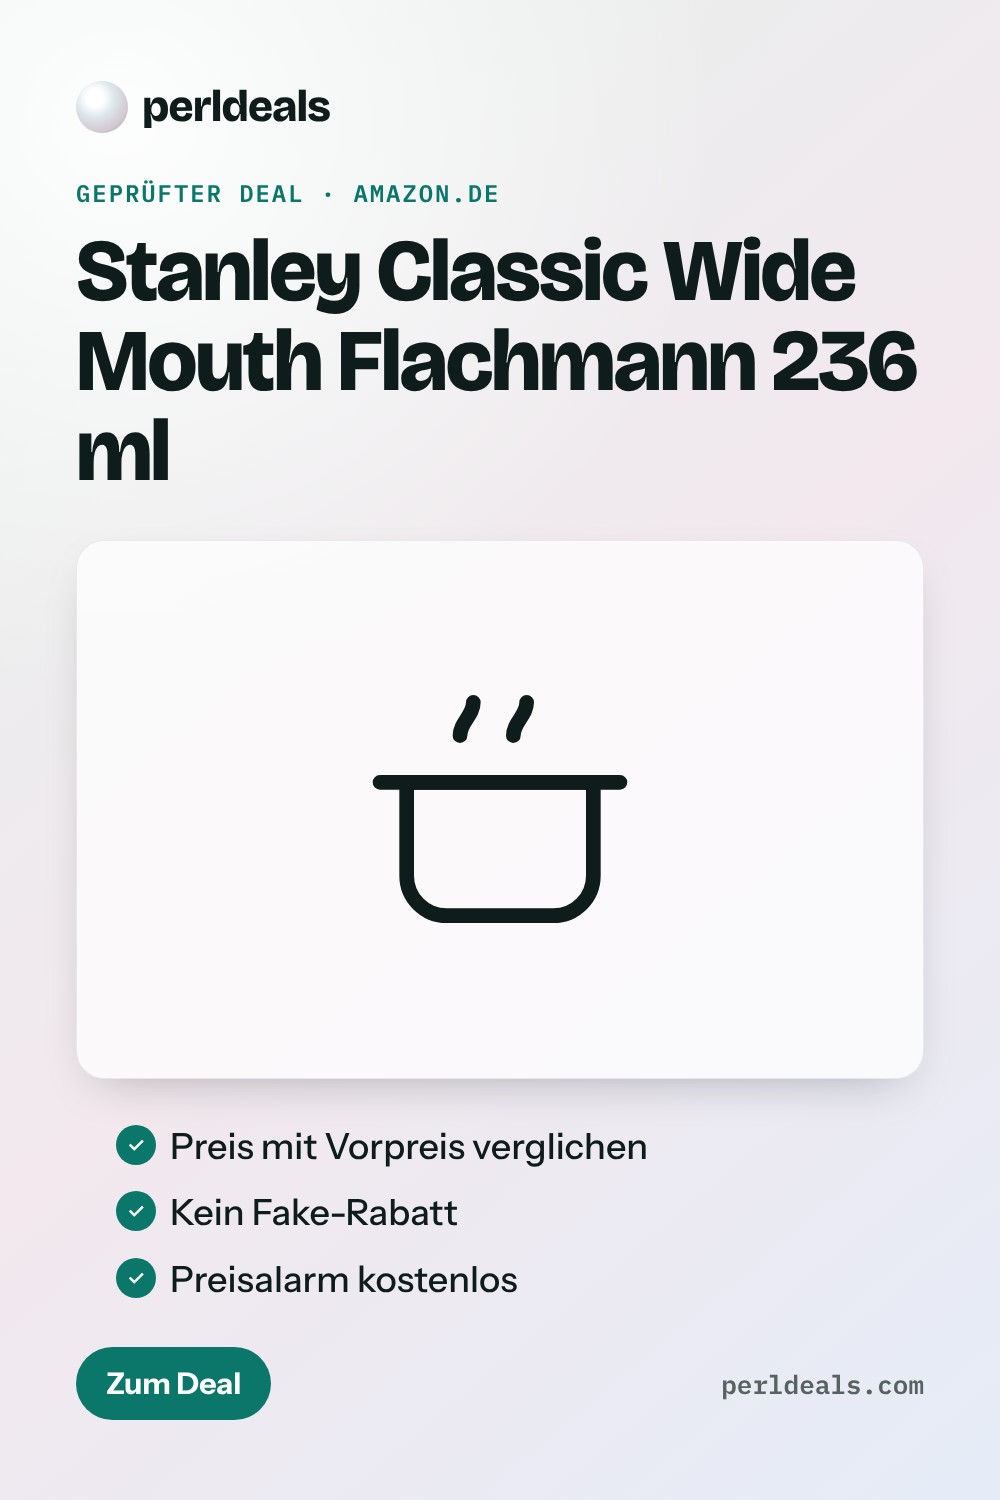 perldeals
GEPRÜFTER DEAL · AMAZON.DE
Stanley Classic Wide
Mouth Flachmann 236
ml
Preis mit Vorpreis verglichen
Kein Fake-Rabatt
Preisalarm kostenlos
Zum Deal
perldeals.com